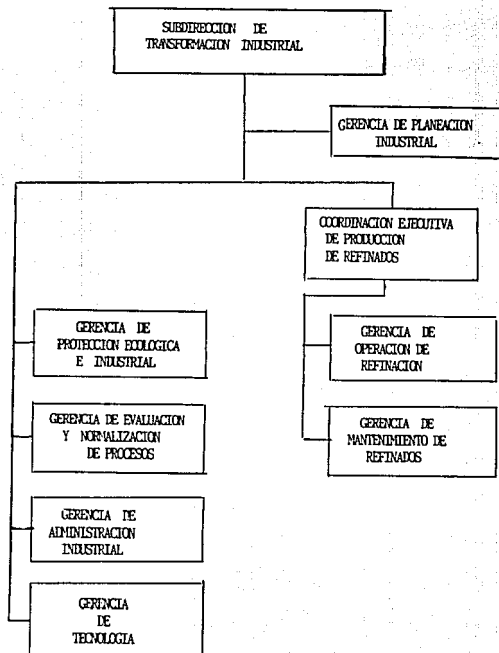 SUBDIRECCION DE
TRANSFORMACION INDUSTRIAL
GERENCIA DE PLANEACION
INDUSTRIAL
COORDINACION EJECUTIVA
DE PRODUCCION
DE REFINADOS
GERENCIA DE
PROTECCION ECOLOGICA
E INDUSTRIAL
GERENCIA DE
OPERACION DE
REFINACION
GERENCIA DE EVALUACION
Y NORMALIZACION
DE PROCESOS
GERENCIA DE
MANTENIMIENTO DE
REFINADOS
GERENCIA DE
ADMINISTRACION
INDUSTRIAL
GERENCIA
DE
TECNOLOGIA